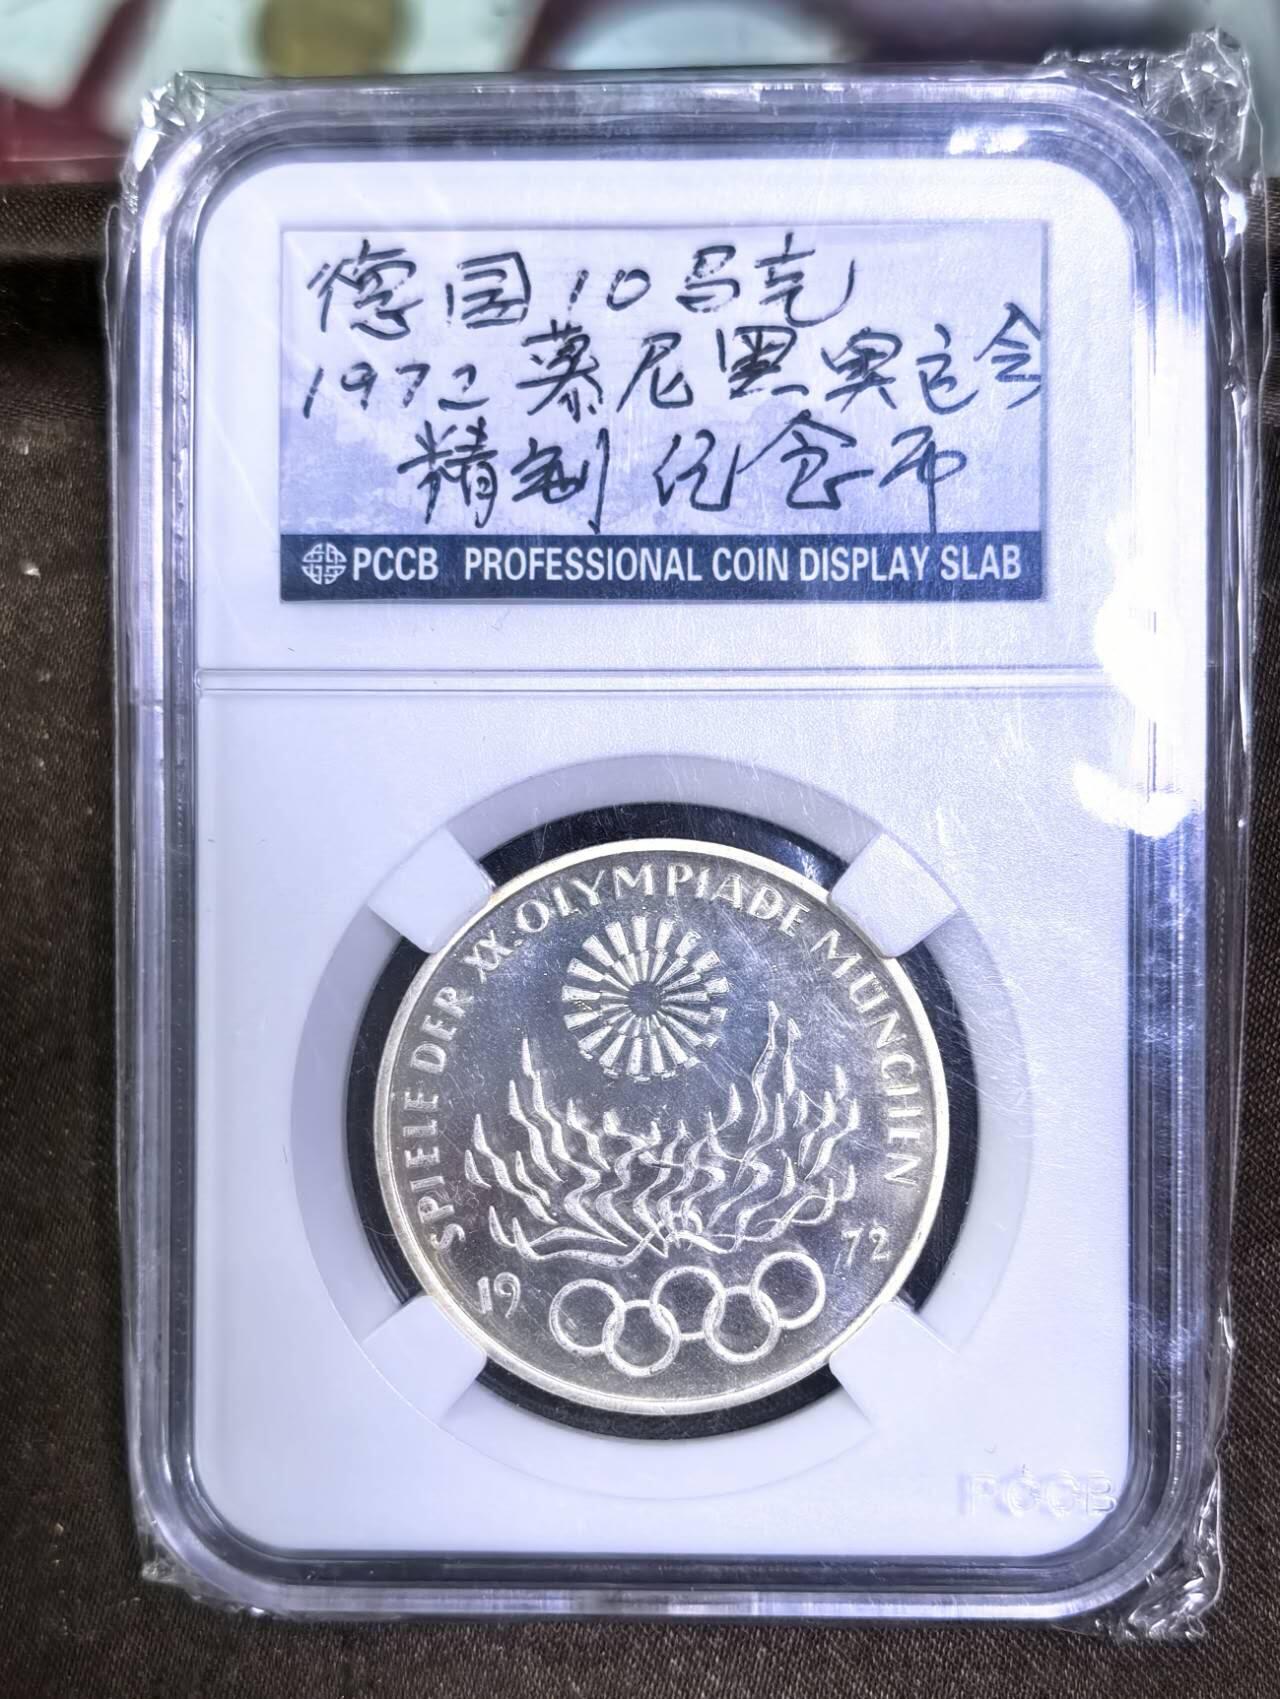 德国10马克
1972慕尼黑奥运会
精制纪念币
PCCB PROFESSIONAL COIN DISPLAY SLAB
SPIELE DER XX. OLYMPIADE MÜNCHEN
19 72
PCCB